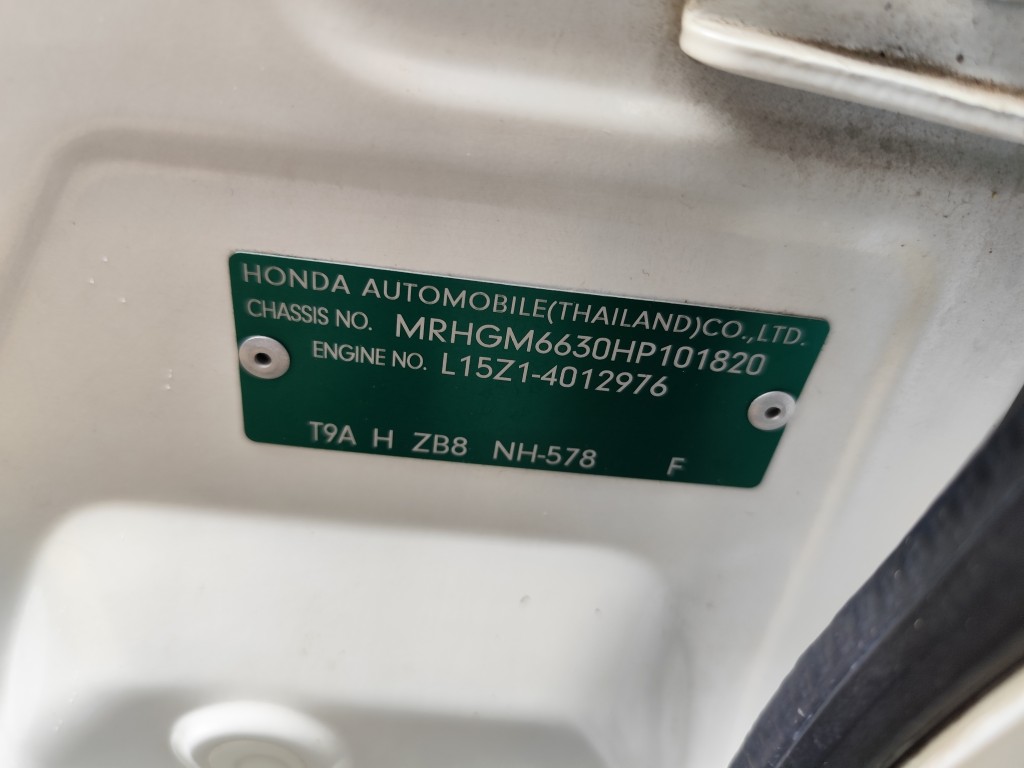 HONDA AUTOMOBILE(THAILAND)CO.,LTD.
CHASSIS NO. MRHGM6630HP101820
ENGINE NO. L15Z1-4012976
T9A H ZB8 NH-578 F